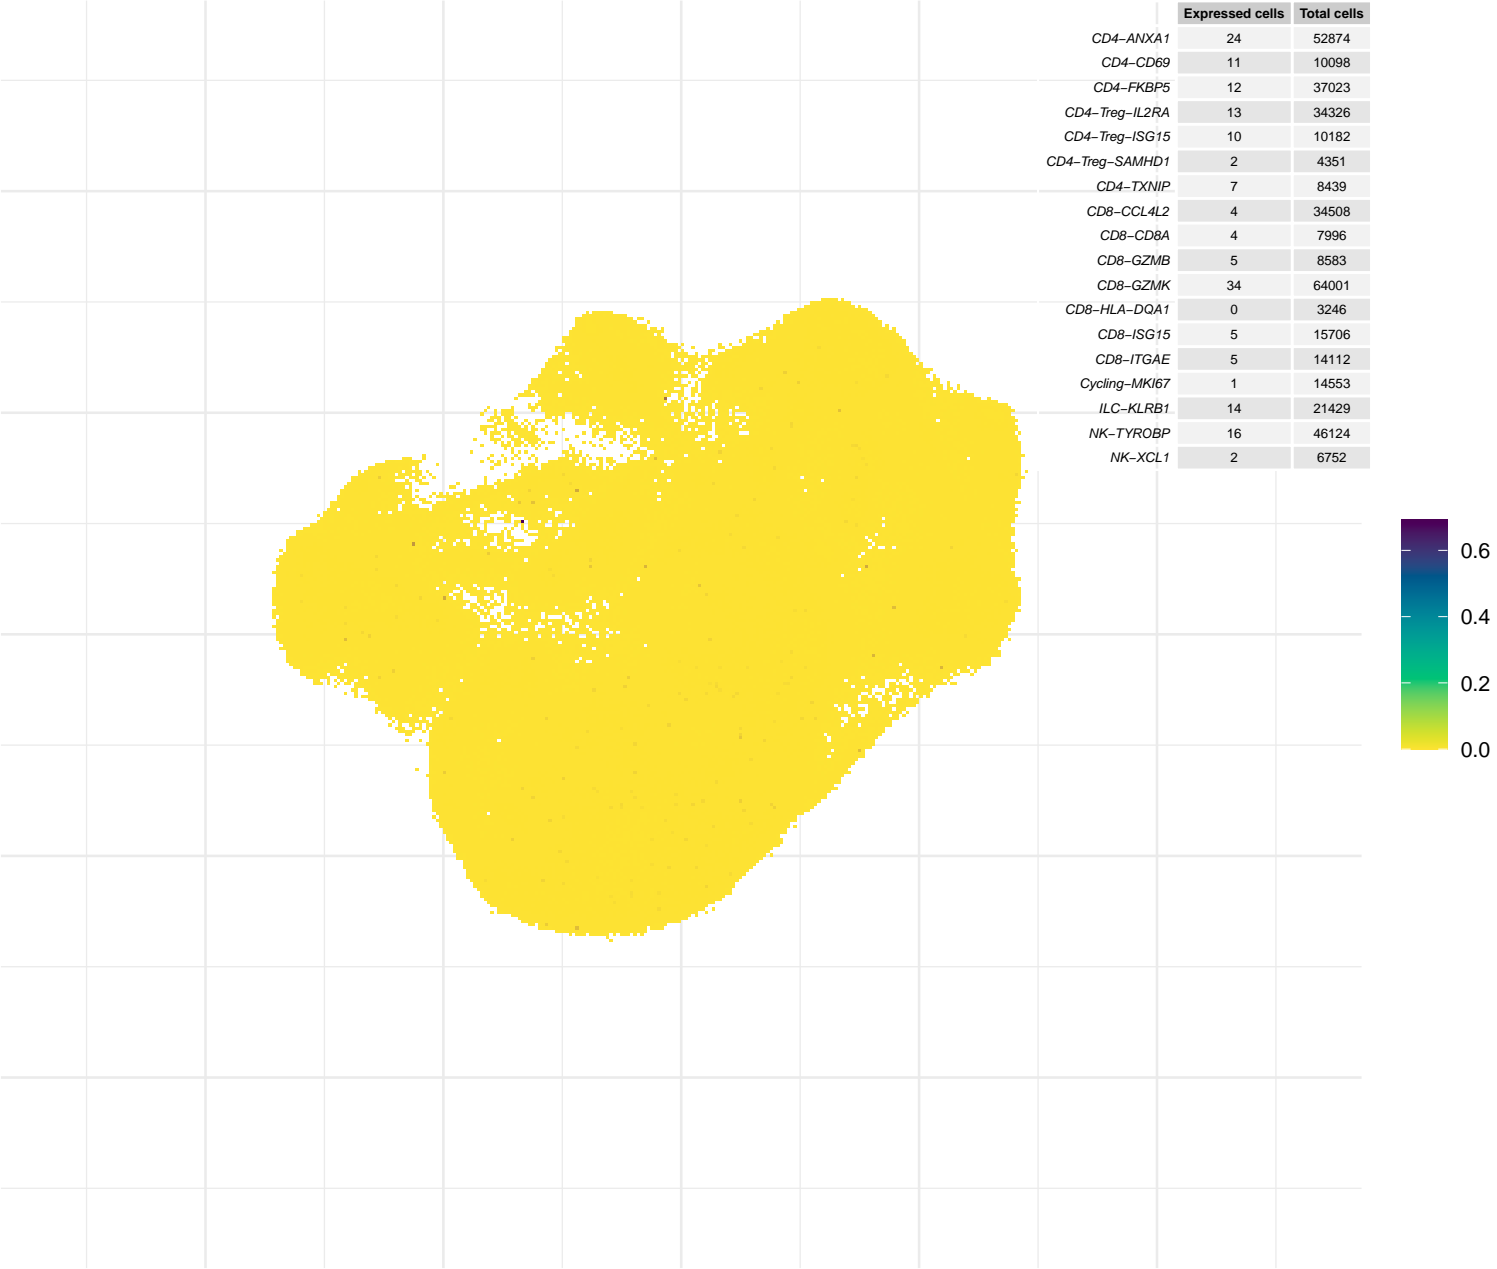 Expressed cells Total cells
CD4−ANXA1 24 52874
CD4−CD69 11 10098
CD4−FKBP5 12 37023
CD4−Treg−IL2RA 13 34326
CD4−Treg−ISG15 10 10182
CD4−Treg−SAMHD1 2 4351
CD4−TXNIP 7 8439
CD8−CCL4L2 4 34508
CD8−CD8A 4 7996
CD8−GZMB 5 8583
CD8−GZMK 34 64001
CD8−HLA−DQA1 0 3246
CD8−ISG15 5 15706
CD8−ITGAE 5 14112
Cycling−MKI67 1 14553
ILC−KLRB1 14 21429
NK−TYROBP 16 46124
NK−XCL1 2 6752
0.6
0.4
0.2
0.0